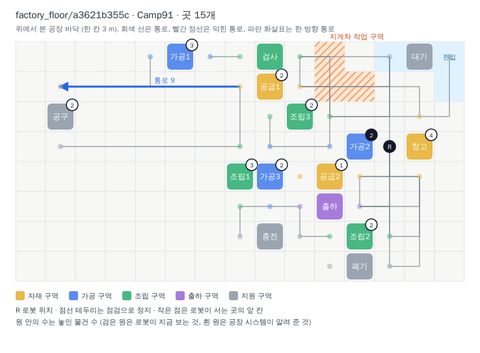 factory_floor/a3621b355c · Camp91 · 곳 15개
위에서 본 공장 바닥 (한 칸 3 m). 회색 선은 통로, 빨간 점선은 막힌 통로, 파란 화살표는 한 방향 통로
지게차 작업 구역
가공1 3
검사
대기
진입
통로 9
공급1 2
공구 2
조립3 2
가공2 2
R
창고 4
조립1 3
가공3 2
공급2 1
출하
충전
조립2 2
폐기
자재 구역
가공 구역
조립 구역
출하 구역
지원 구역
R 로봇 위치 · 점선 테두리는 점검으로 정지 · 작은 점은 로봇이 서는 곳의 앞 칸
원 안의 수는 놓인 물건 수 (검은 원은 로봇이 지금 보는 것, 흰 원은 공장 시스템이 알려 준 것)